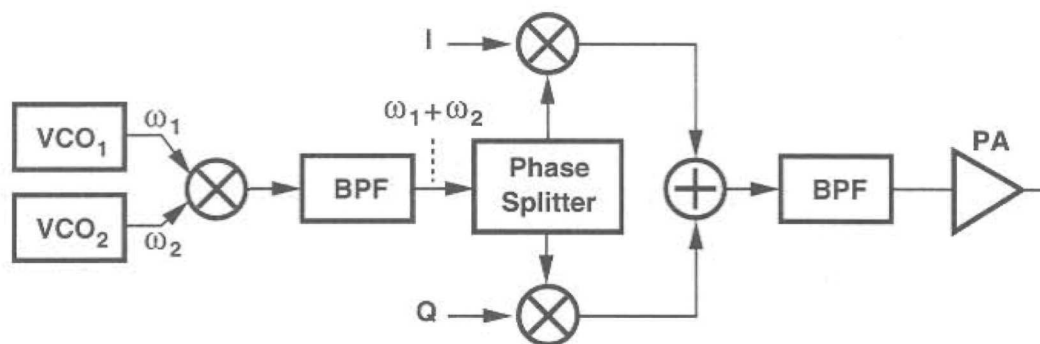 I
ω1
ω1+ω2
VCO1
BPF
Phase
Splitter
PA
BPF
VCO2
ω2
Q